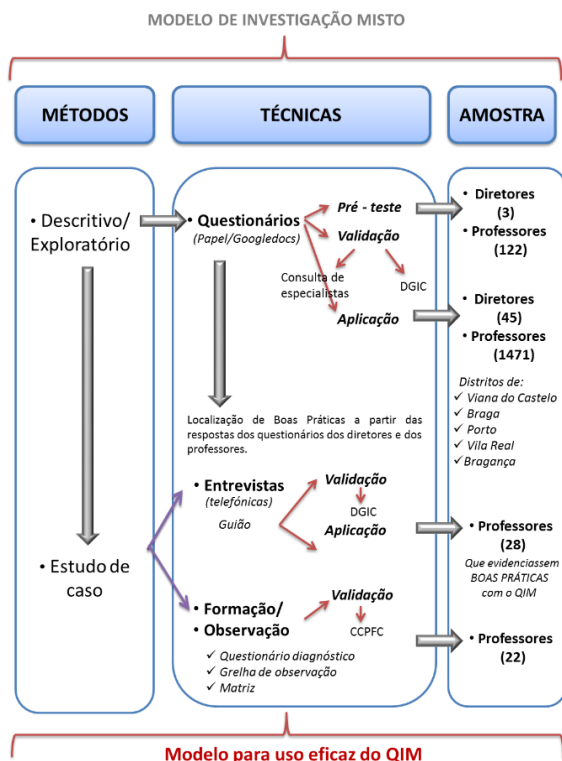 MODELO DE INVESTIGAÇÃO MISTO
MÉTODOS
TÉCNICAS
AMOSTRA
• Descritivo/
Exploratório
• Questionários
(Papel/Googledocs)
Pré - teste
Validação
Consulta de
especialistas
DGIC
Aplicação
• Diretores
(3)
• Professores
(122)
• Diretores
(45)
• Professores
(1471)
Distritos de:
✓ Viana do Castelo
✓ Braga
✓ Porto
✓ Vila Real
✓ Bragança
Localização de Boas Práticas a partir das
respostas dos questionários dos diretores e dos
professores.
• Estudo de
caso
• Entrevistas
(telefónicas)
Guião
Validação
DGIC
Aplicação
• Professores
(28)
Que evidenciassem
BOAS PRÁTICAS
com o QIM
• Formação/
• Observação
✓ Questionário diagnóstico
✓ Grelha de observação
✓ Matriz
Validação
CCPFC
• Professores
(22)
Modelo para uso eficaz do QIM